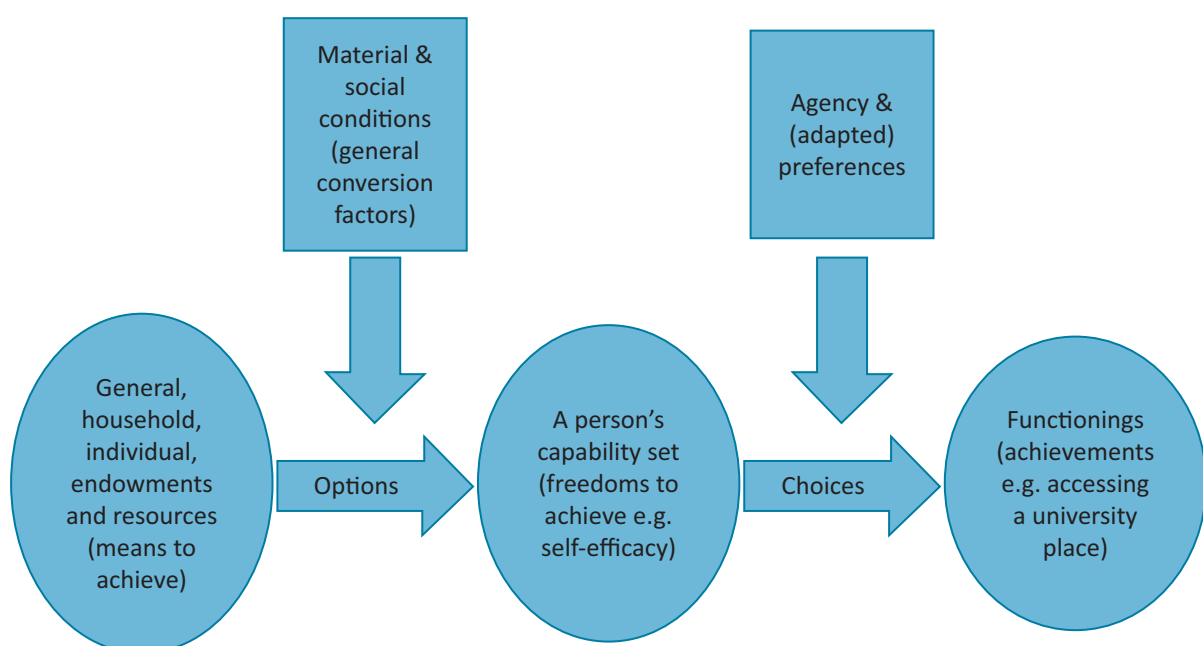 Material &
social
conditions
(general
conversion
factors)
Agency &
(adapted)
preferences
General,
household,
individual,
endowments
and resources
(means to
achieve)
Options
A person’s
capability set
(freedoms to
achieve e.g.
self-efficacy)
Choices
Functionings
(achievements
e.g. accessing
a university
place)